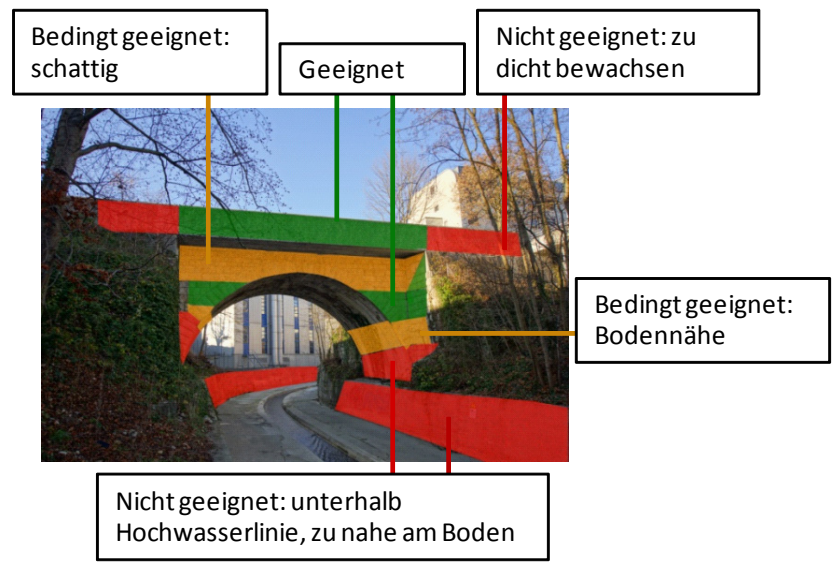 Bedingt geeignet:
schattig
Geeignet
Nicht geeignet: zu
dicht bewachsen
Bedingt geeignet:
Bodennähe
Nicht geeignet: unterhalb
Hochwasserlinie, zu nahe am Boden